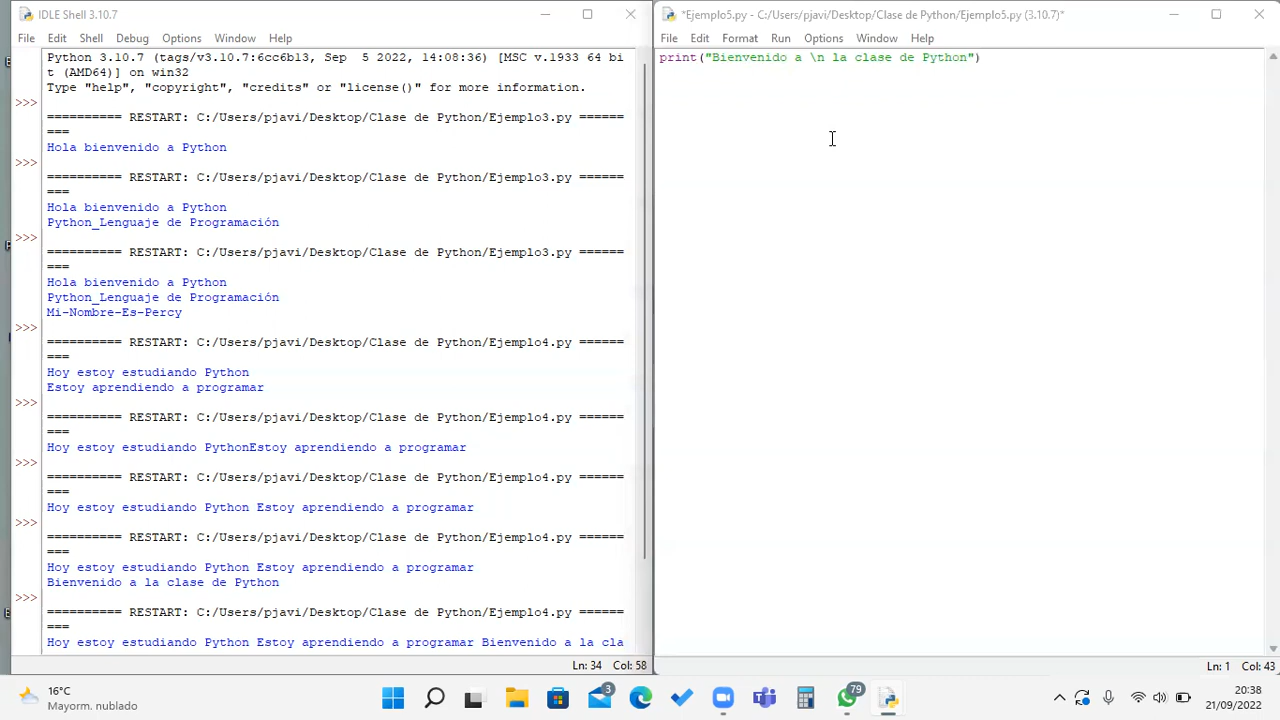 IDLE Shell 3.10.7
File Edit Shell Debug Options Window Help
Python 3.10.7 (tags/v3.10.7:6cc6b13, Sep  5 2022, 14:08:36) [MSC v.1933 64 bi
t (AMD64)] on win32
Type "help", "copyright", "credits" or "license()" for more information.
>>>
========== RESTART: C:/Users/pjavi/Desktop/Clase de Python/Ejemplo3.py ======
===
Hola bienvenido a Python
>>>
========== RESTART: C:/Users/pjavi/Desktop/Clase de Python/Ejemplo3.py ======
===
Hola bienvenido a Python
Python_Lenguaje de Programación
>>>
========== RESTART: C:/Users/pjavi/Desktop/Clase de Python/Ejemplo3.py ======
===
Hola bienvenido a Python
Python_Lenguaje de Programación
Mi-Nombre-Es-Percy
>>>
========== RESTART: C:/Users/pjavi/Desktop/Clase de Python/Ejemplo4.py ======
===
Hoy estoy estudiando Python
Estoy aprendiendo a programar
>>>
========== RESTART: C:/Users/pjavi/Desktop/Clase de Python/Ejemplo4.py ======
===
Hoy estoy estudiando PythonEstoy aprendiendo a programar
>>>
========== RESTART: C:/Users/pjavi/Desktop/Clase de Python/Ejemplo4.py ======
===
Hoy estoy estudiando Python Estoy aprendiendo a programar
>>>
========== RESTART: C:/Users/pjavi/Desktop/Clase de Python/Ejemplo4.py ======
===
Hoy estoy estudiando Python Estoy aprendiendo a programar
Bienvenido a la clase de Python
>>>
========== RESTART: C:/Users/pjavi/Desktop/Clase de Python/Ejemplo4.py ======
===
Hoy estoy estudiando Python Estoy aprendiendo a programar Bienvenido a la cla
Ln: 34 Col: 58
*Ejemplo5.py - C:/Users/pjavi/Desktop/Clase de Python/Ejemplo5.py (3.10.7)*
File Edit Format Run Options Window Help
print("Bienvenido a \n la clase de Python")
Ln: 1 Col: 43
16°C
Mayorm. nublado
3
79
20:38
21/09/2022